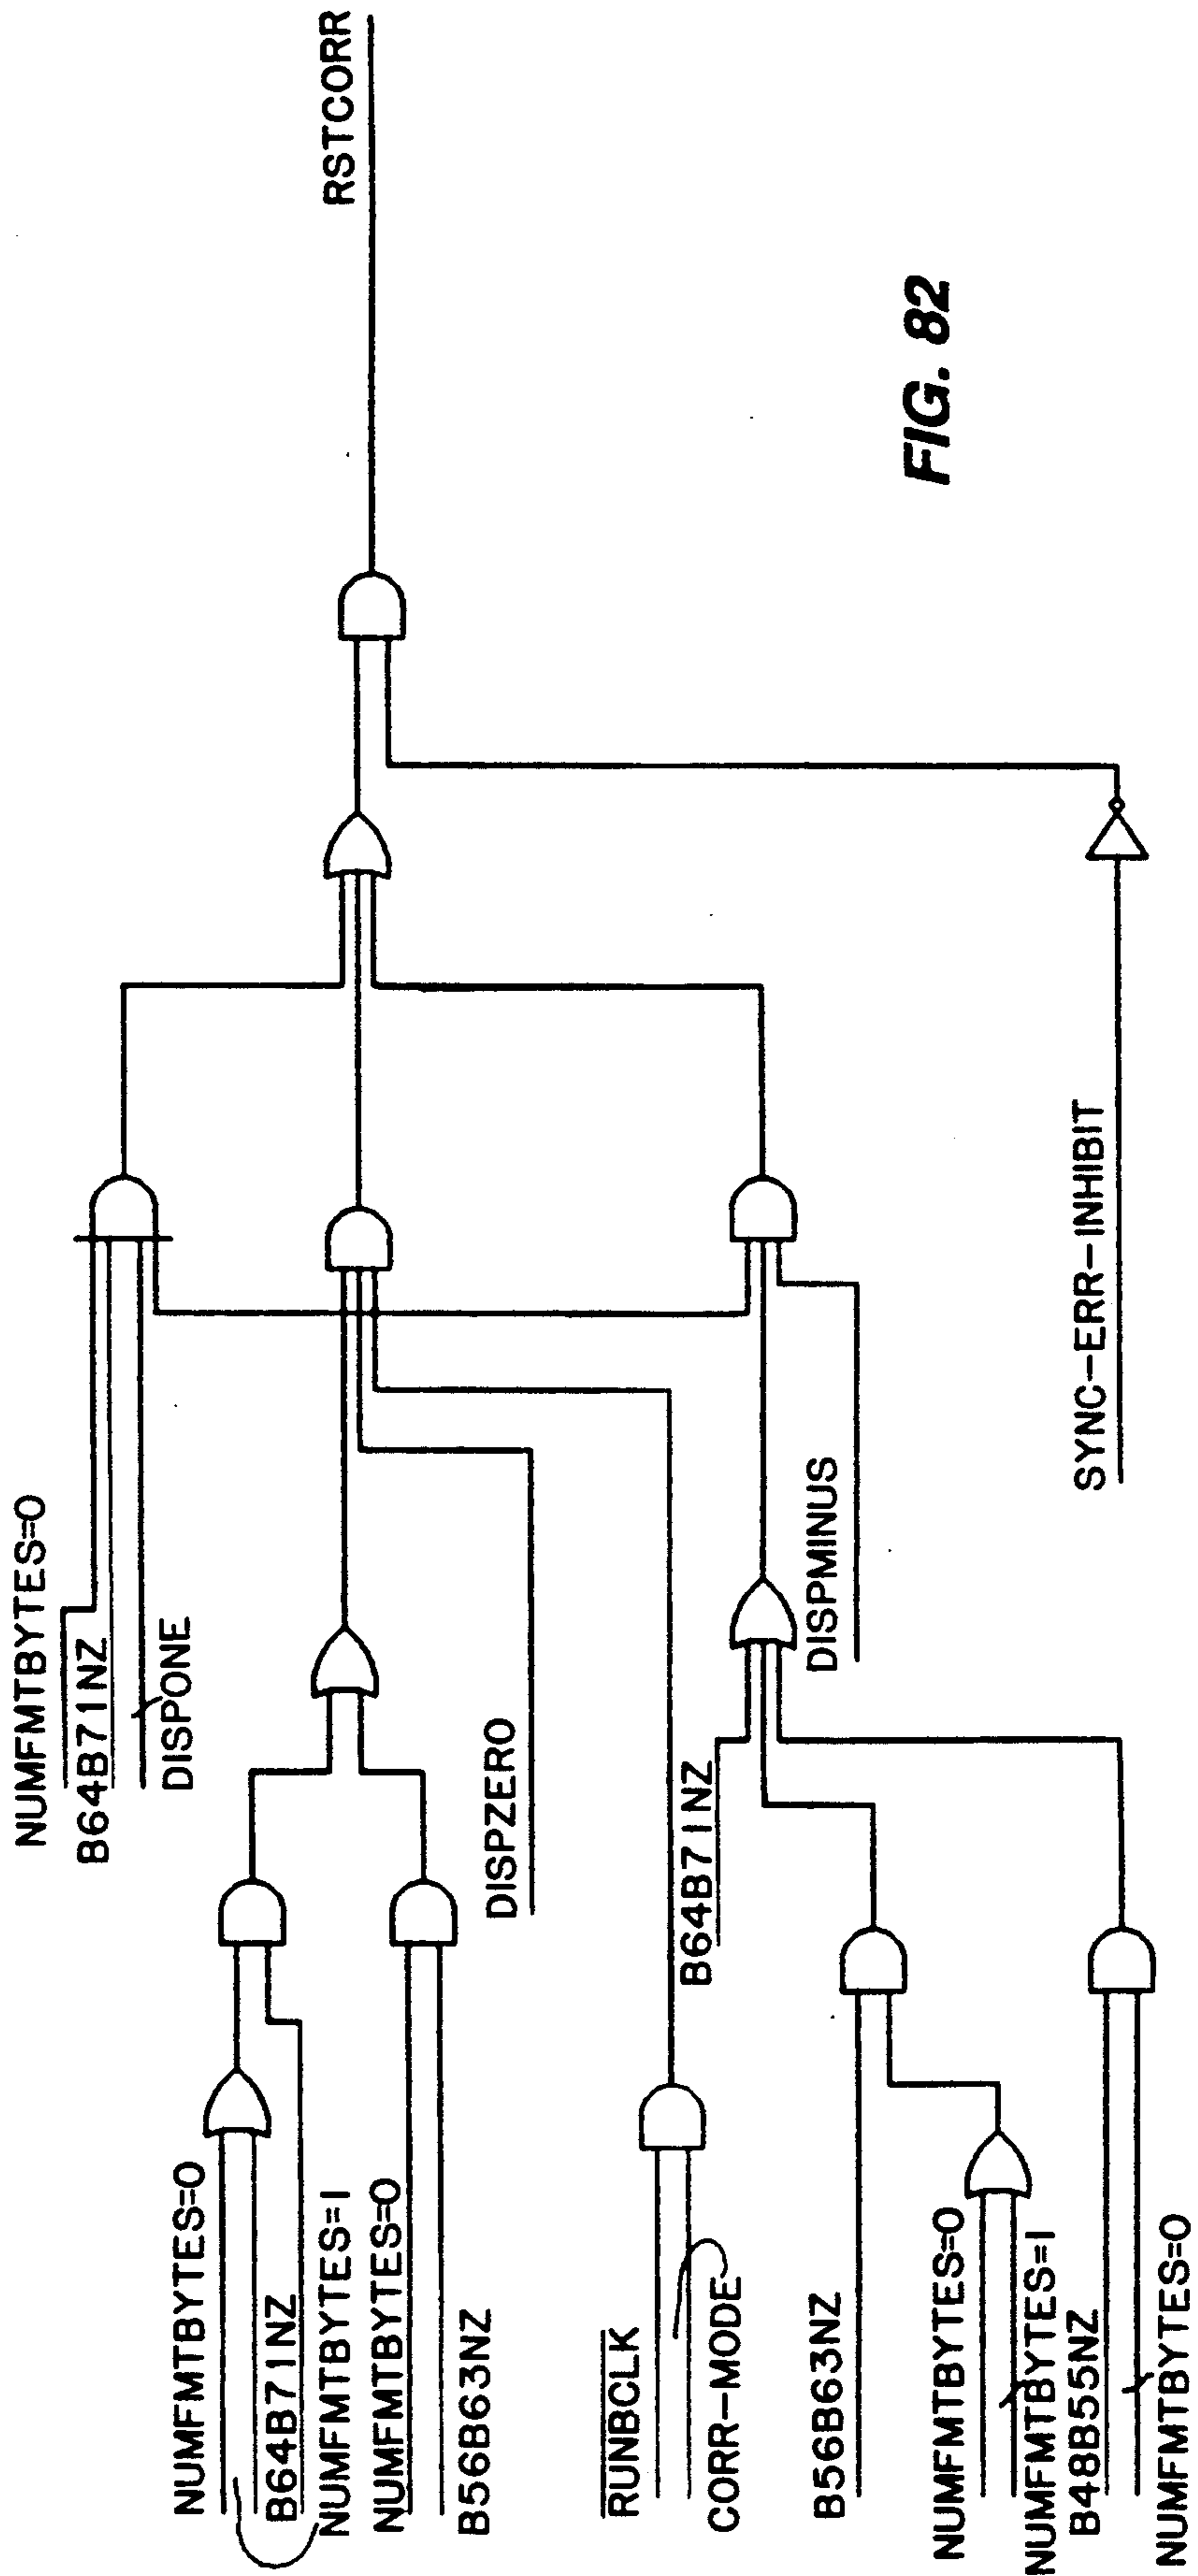 NUMFMTBYTES=0
B64B71NZ
DISPONE
NUMFMTBYTES=0
B64B71NZ
NUMFMTBYTES=1
NUMFMTBYTES=0
B56B63NZ
DISPZERO
RUNBCLK
CORR-MODE
B64B71NZ
DISPMINUS
B56B63NZ
NUMFMTBYTES=0
NUMFMTBYTES=1
B48B55NZ
NUMFMTBYTES=0
SYNC-ERR-INHIBIT
RSTCORR
FIG. 82